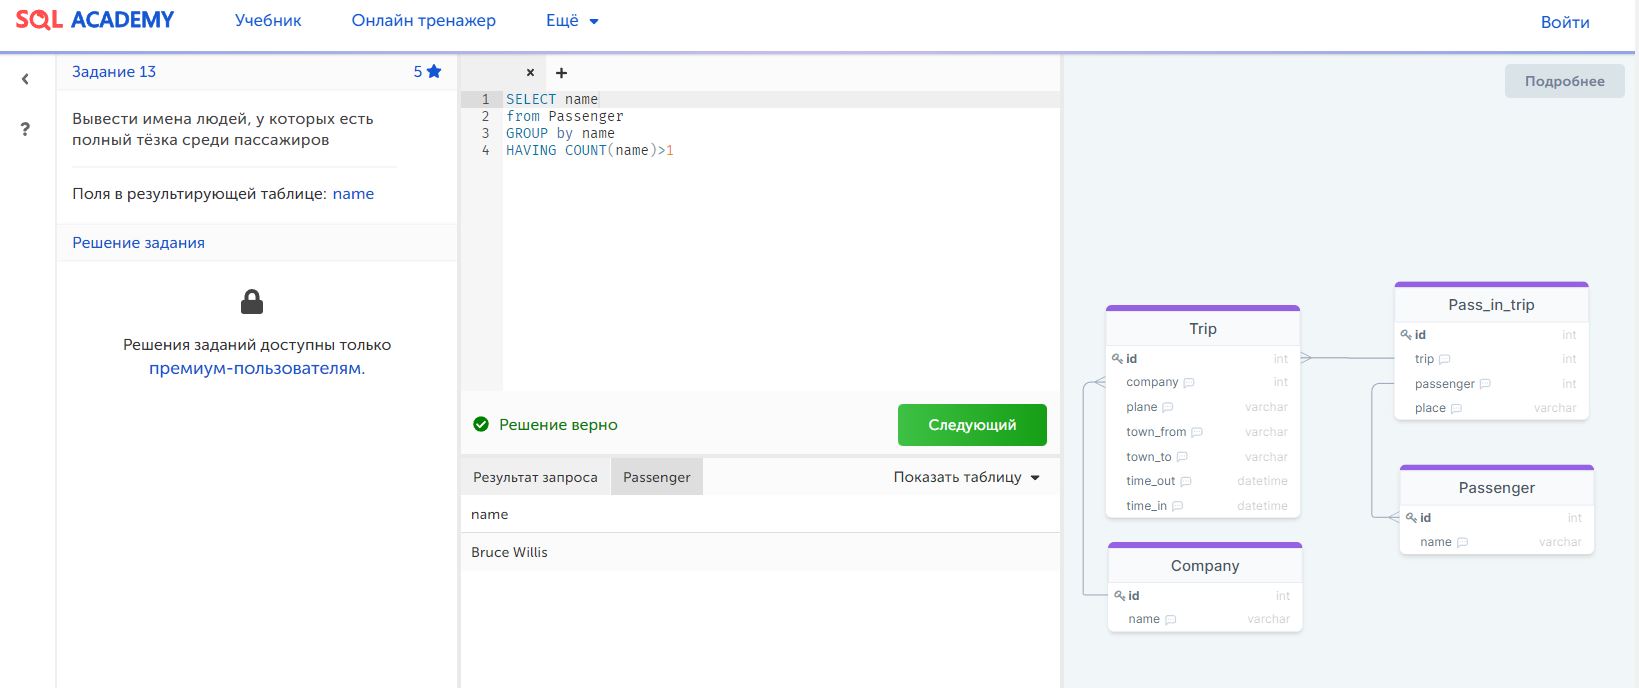 SQL ACADEMY
Учебник
Онлайн тренажер
Ещё
Войти
Задание 13
5
Вывести имена людей, у которых есть
полный тёзка среди пассажиров
Поля в результирующей таблице: name
Решение задания
Решения заданий доступны только
премиум-пользователям.
× +
1 SELECT name
2 from Passenger
3 GROUP by name
4 HAVING COUNT(name)>1
Решение верно
Следующий
Результат запроса
Passenger
Показать таблицу
name
Bruce Willis
Подробнее
Trip
id int
company int
plane varchar
town_from varchar
town_to varchar
time_out datetime
time_in datetime
Company
id int
name varchar
Pass_in_trip
id int
trip int
passenger int
place varchar
Passenger
id int
name varchar